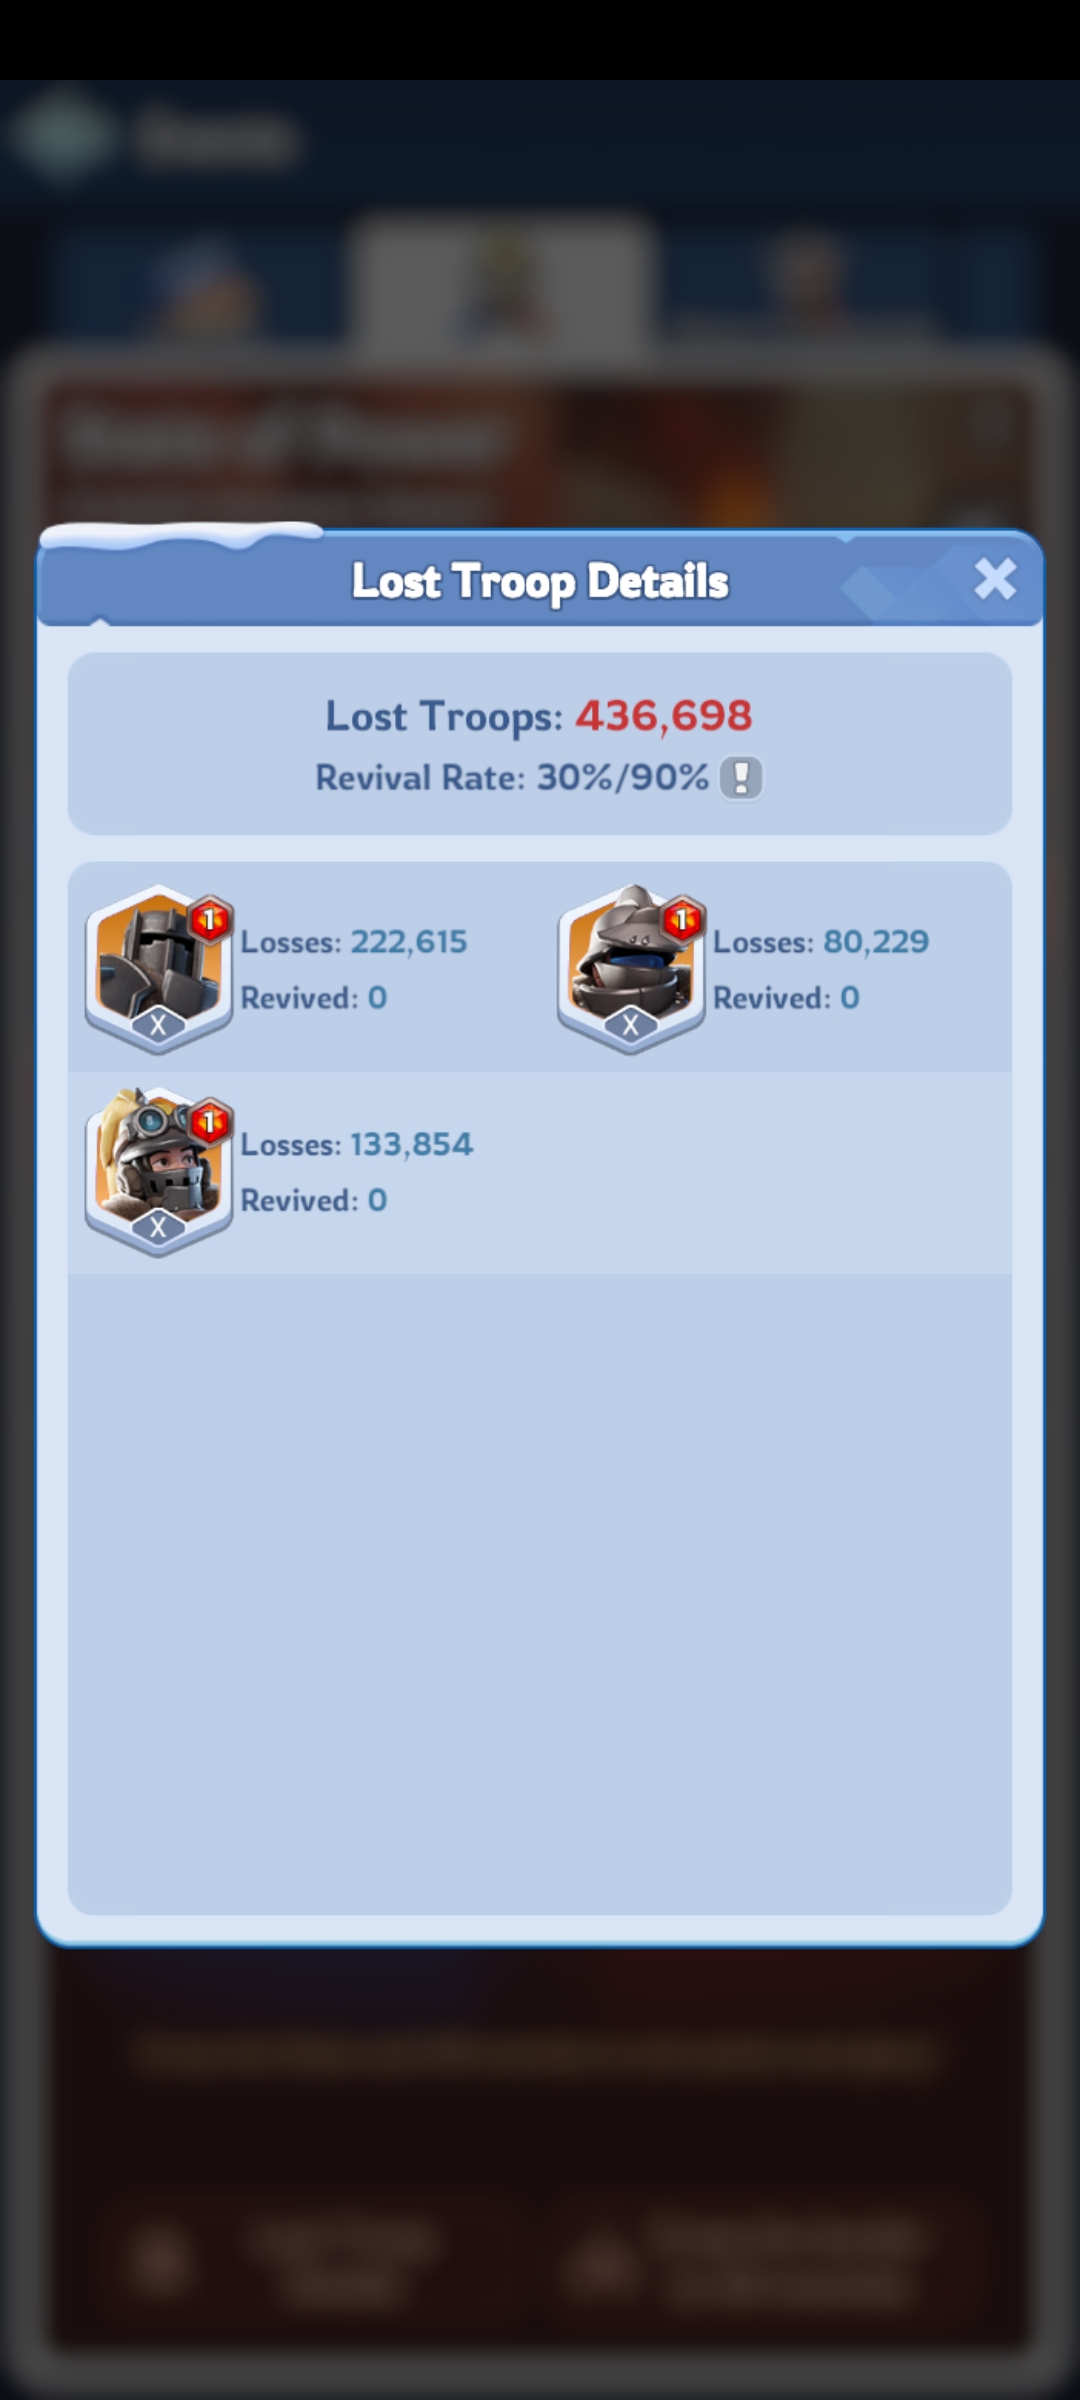 Lost Troop Details
Lost Troops: 436,698
Revival Rate: 30%/90% !
1
Losses: 222,615
Revived: 0
X
1
Losses: 80,229
Revived: 0
X
1
Losses: 133,854
Revived: 0
X